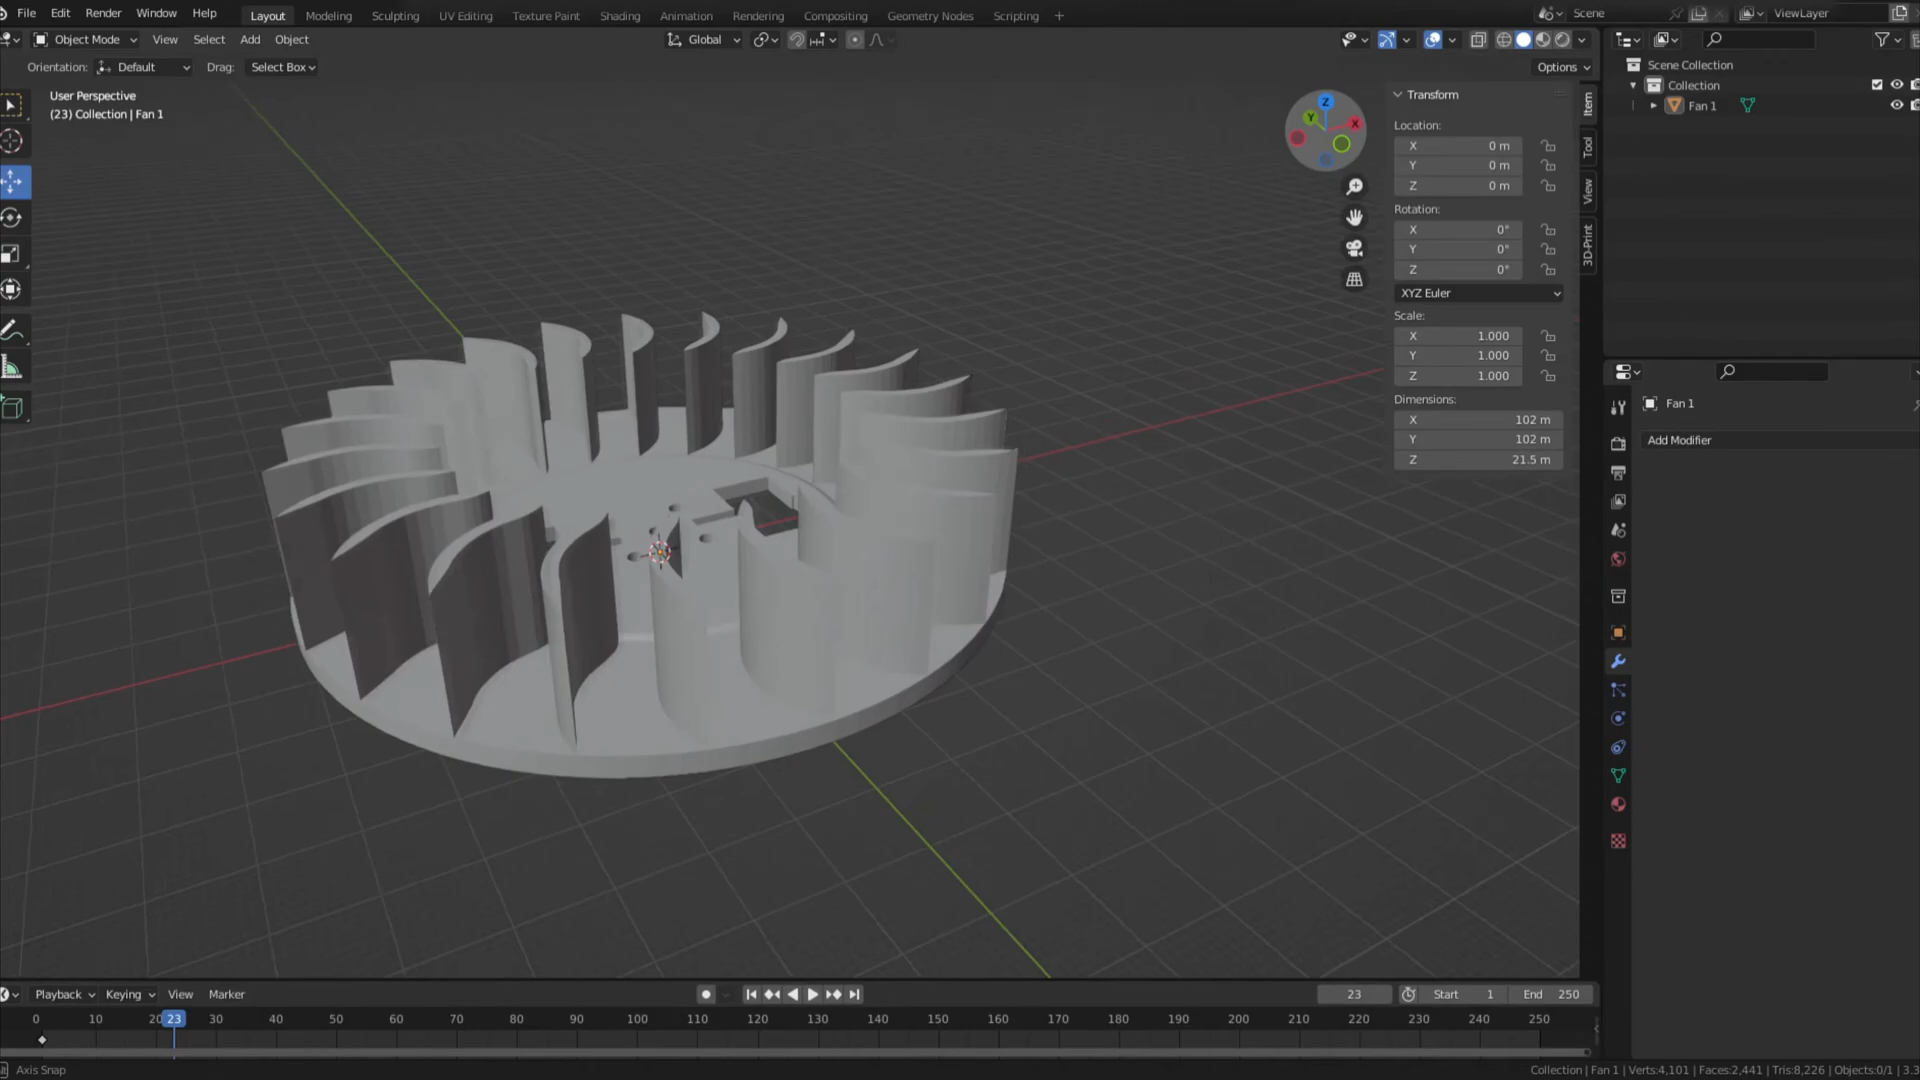 File Edit Render Window Help Layout Modeling Sculpting UV Editing Texture Paint Shading Animation Rendering Compositing Geometry Nodes Scripting + Scene ViewLayer
Object Mode View Select Add Object Global
Orientation: Default Drag: Select Box Options
User Perspective
(23) Collection | Fan 1
Z
Y
X
Transform
Location:
X 0 m
Y 0 m
Z 0 m
Rotation:
X 0°
Y 0°
Z 0°
XYZ Euler
Scale:
X 1.000
Y 1.000
Z 1.000
Dimensions:
X 102 m
Y 102 m
Z 21.5 m
Item
Tool
View
3D-Print
Scene Collection
Collection
Fan 1
Fan 1
Add Modifier
Playback Keying View Marker 23 Start 1 End 250
0 10 20 23 30 40 50 60 70 80 90 100 110 120 130 140 150 160 170 180 190 200 210 220 230 240 250
Axis Snap
Collection | Fan 1 | Verts:4,101 | Faces:2,441 | Tris:8,226 | Objects:0/1 | 3.3